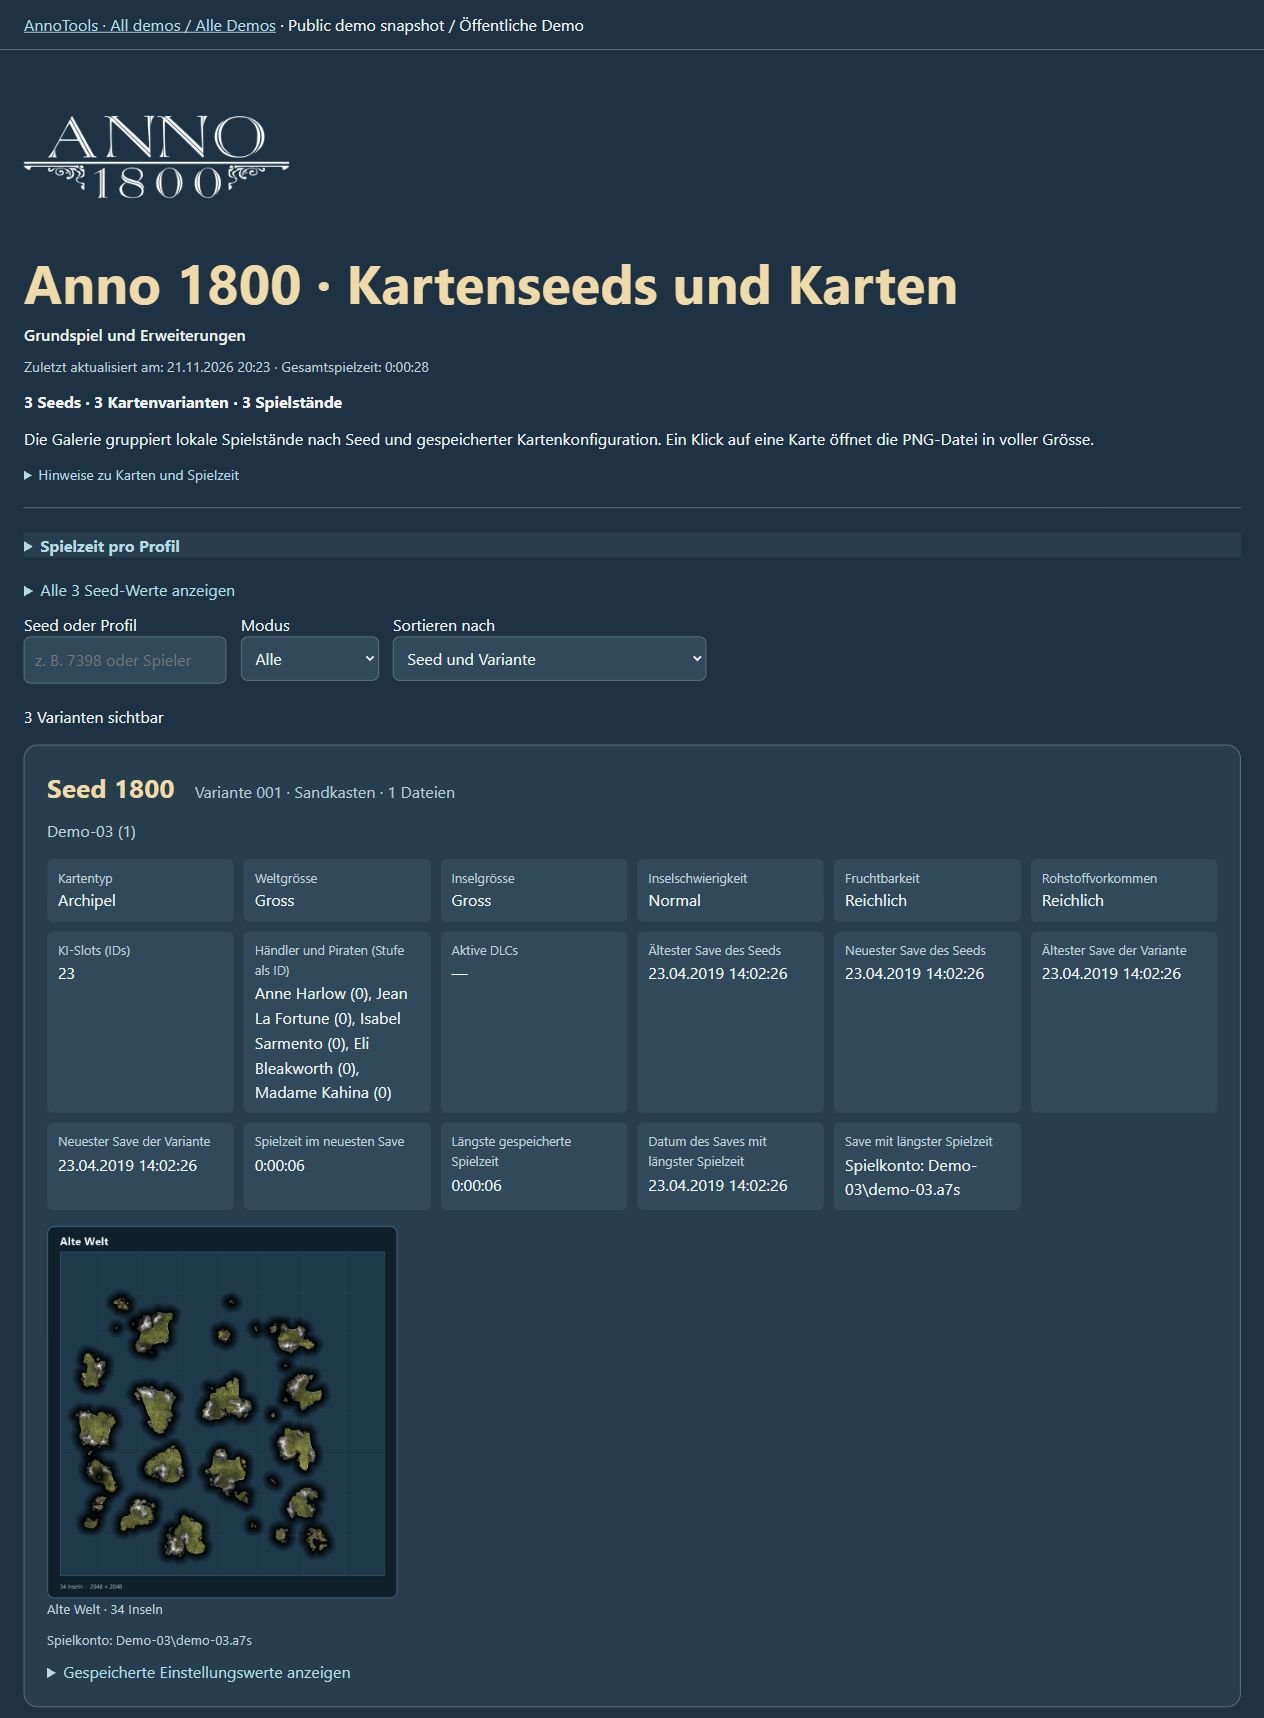 AnnoTools · All demos / Alle Demos · Public demo snapshot / Öffentliche Demo
ANNO
1800
Anno 1800 · Kartenseeds und Karten
Grundspiel und Erweiterungen
Zuletzt aktualisiert am: 21.11.2026 20:23 · Gesamtspielzeit: 0:00:28
3 Seeds · 3 Kartenvarianten · 3 Spielstände
Die Galerie gruppiert lokale Spielstände nach Seed und gespeicherter Kartenkonfiguration. Ein Klick auf eine Karte öffnet die PNG-Datei in voller Grösse.
▶ Hinweise zu Karten und Spielzeit
▶ Spielzeit pro Profil
▶ Alle 3 Seed-Werte anzeigen
Seed oder Profil
z. B. 7398 oder Spieler
Modus
Alle
Sortieren nach
Seed und Variante
3 Varianten sichtbar
Seed 1800 Variante 001 · Sandkasten · 1 Dateien
Demo-03 (1)
Kartentyp
Archipel
Weltgrösse
Gross
Inselgrösse
Gross
Inselschwierigkeit
Normal
Fruchtbarkeit
Reichlich
Rohstoffvorkommen
Reichlich
KI-Slots (IDs)
23
Händler und Piraten (Stufe
als ID)
Anne Harlow (0), Jean
La Fortune (0), Isabel
Sarmento (0), Eli
Bleakworth (0),
Madame Kahina (0)
Aktive DLCs
—
Ältester Save des Seeds
23.04.2019 14:02:26
Neuester Save des Seeds
23.04.2019 14:02:26
Ältester Save der Variante
23.04.2019 14:02:26
Neuester Save der Variante
23.04.2019 14:02:26
Spielzeit im neuesten Save
0:00:06
Längste gespeicherte
Spielzeit
0:00:06
Datum des Saves mit
längster Spielzeit
23.04.2019 14:02:26
Save mit längster Spielzeit
Spielkonto: Demo-
03\demo-03.a7s
Alte Welt
34 Inseln · 2048 × 2048
Alte Welt · 34 Inseln
Spielkonto: Demo-03\demo-03.a7s
▶ Gespeicherte Einstellungswerte anzeigen